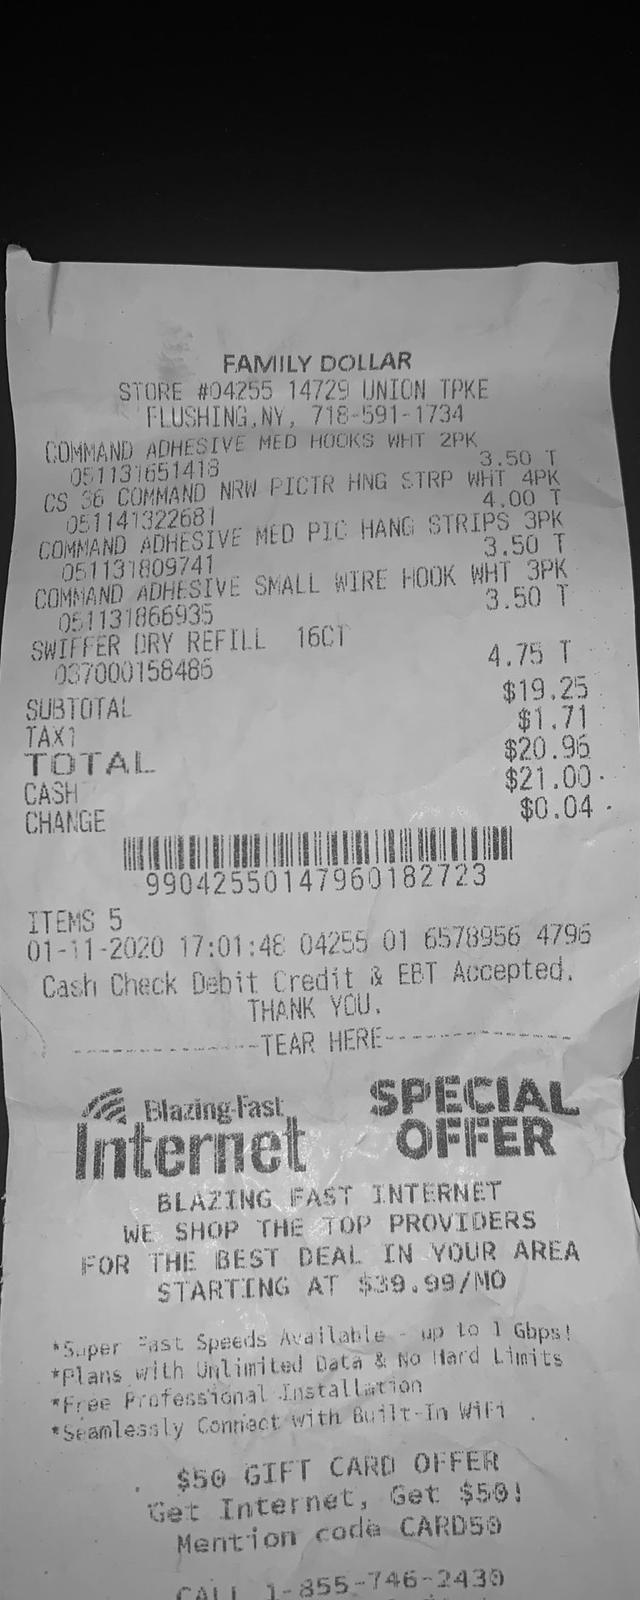 FAMILY DOLLAR
STORE #04255 14729 UNION TPKE
FLUSHING,NY, 718-591-1734
COMMAND ADHESIVE MED HOOKS WHT 2PK
051131651418 3.50 T
CS 36 COMMAND NRW PICTR HNG STRP WHT 4PK
051141322681 4.00 T
COMMAND ADHESIVE MED PIC HANG STRIPS 3PK
051131809741 3.50 T
COMMAND ADHESIVE SMALL WIRE HOOK WHT 3PK
051131866935 3.50 T
SWIFFER DRY REFILL 16CT
037000158486 4.75 T
SUBTOTAL $19.25
TAX1 $1.71
TOTAL $20.96
CASH $21.00
CHANGE $0.04
99042550147960182723
ITEMS 5
01-11-2020 17:01:48 04255 01 6578956 4796
Cash Check Debit Credit & EBT Accepted.
THANK YOU.
-------------TEAR HERE-------------
Blazing-Fast
Internet
SPECIAL
OFFER
BLAZING FAST INTERNET
WE SHOP THE TOP PROVIDERS
FOR THE BEST DEAL IN YOUR AREA
STARTING AT $39.99/MO
*Super Fast Speeds Available - up to 1 Gbps!
*Plans with Unlimited Data & No Hard Limits
*Free Professional Installation
*Seamlessly Connect with Built-In WiFi
$50 GIFT CARD OFFER
Get Internet, Get $50!
Mention code CARD50
CALL 1-855-746-2430